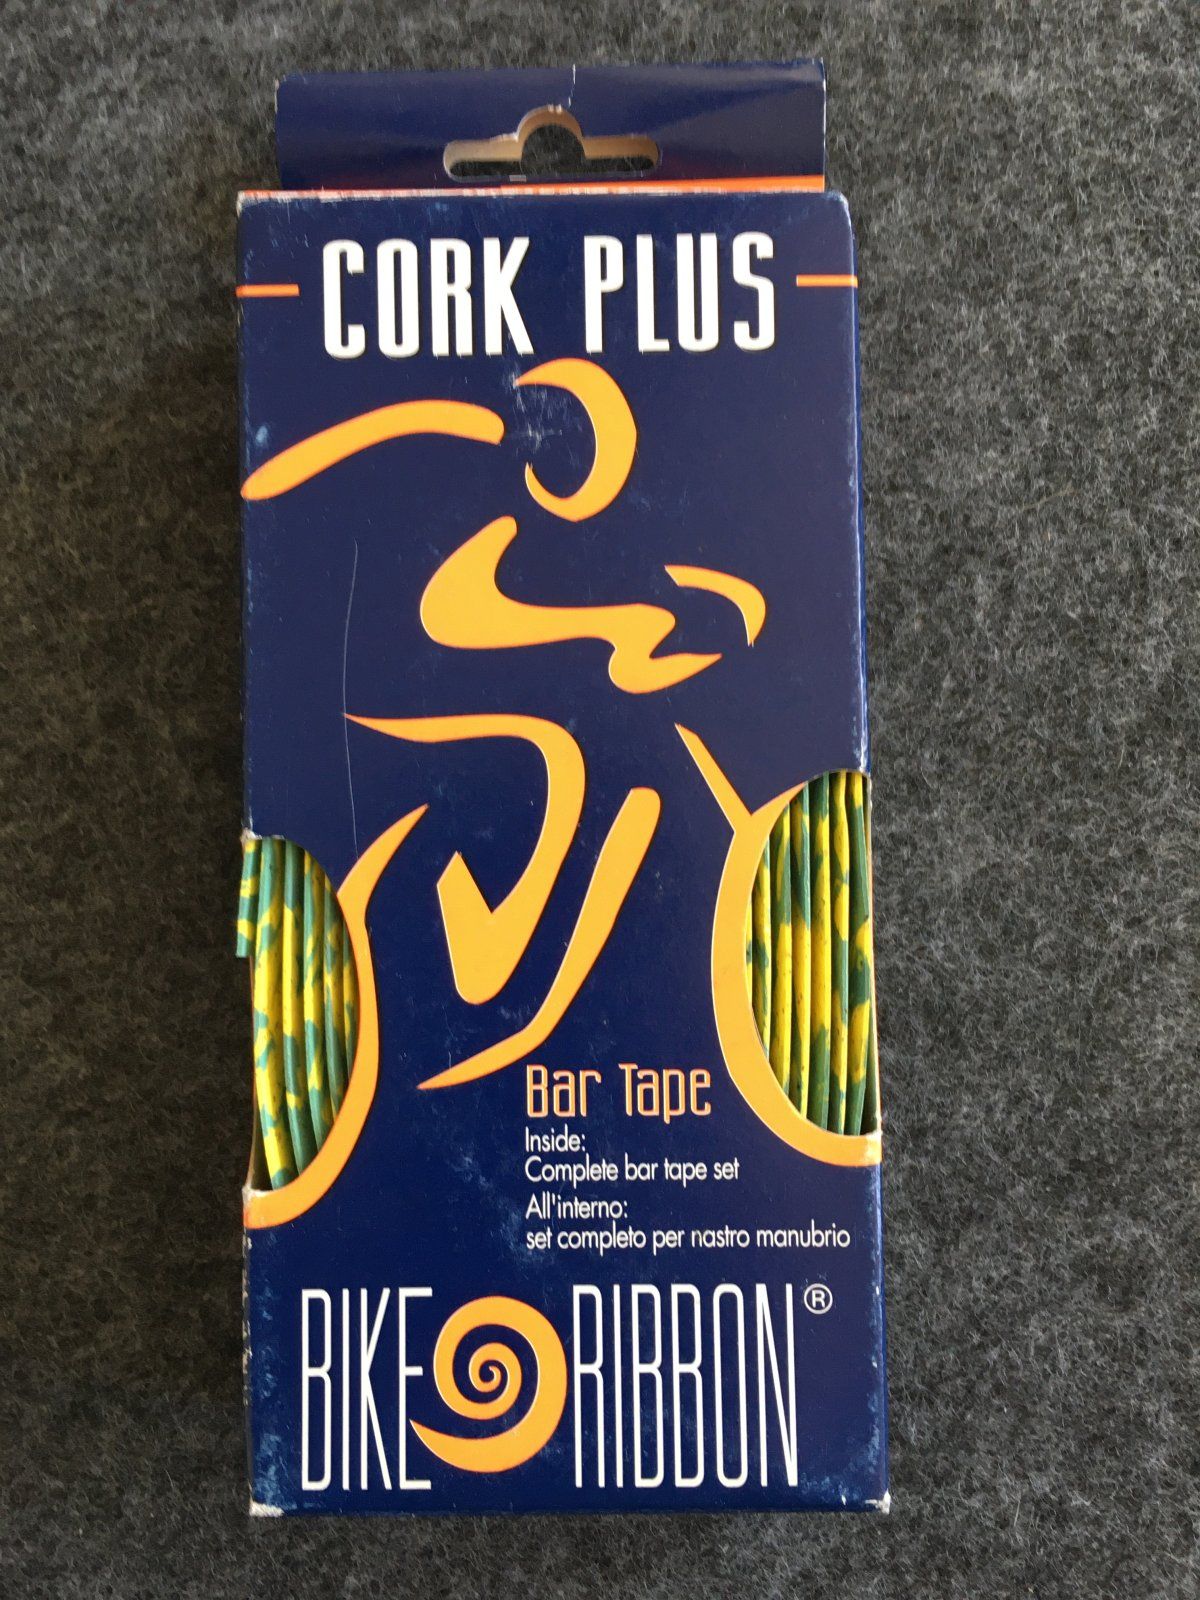 CORK PLUS
Bar Tape
Inside:
Complete bar tape set
All'interno:
set completo per nastro manubrio
BIKE RIBBON®